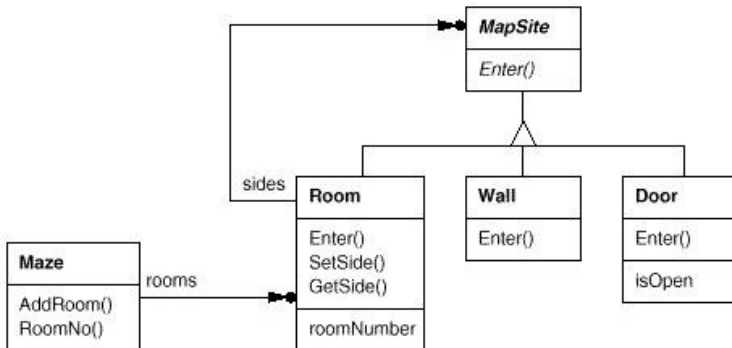 MapSite
Enter()
sides
Room
Enter()
SetSide()
GetSide()
roomNumber
Wall
Enter()
Door
Enter()
isOpen
Maze
AddRoom()
RoomNo()
rooms